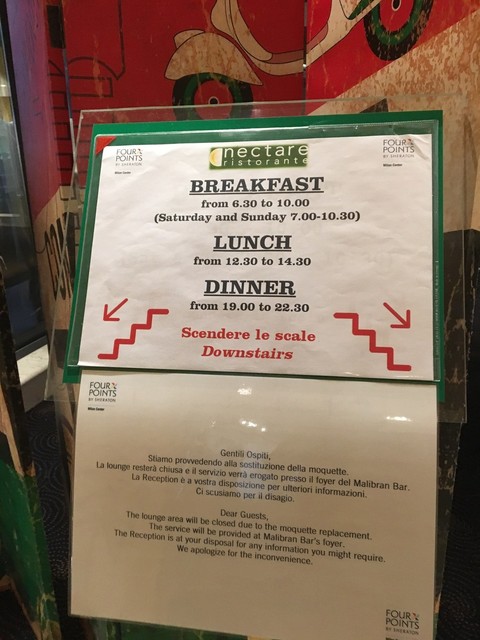 FOUR POINTS
BY SHERATON
Milan Center
nectare
ristorante
FOUR POINTS
BY SHERATON
Milan Center
BREAKFAST
from 6.30 to 10.00
(Saturday and Sunday 7.00-10.30)
LUNCH
from 12.30 to 14.30
DINNER
from 19.00 to 22.30
Scendere le scale
Downstairs
FOUR POINTS
BY SHERATON
Milan Center
Gentili Ospiti,
Stiamo provvedendo alla sostituzione della moquette.
La lounge resterà chiusa e il servizio verrà erogato presso il foyer del Malibran Bar.
La Reception è a vostra disposizione per ulteriori informazioni.
Ci scusiamo per il disagio.
Dear Guests,
The lounge area will be closed due to the moquette replacement.
The service will be provided at Malibran Bar's foyer.
The Reception is at your disposal for any information you might require.
We apologize for the inconvenience.
FOUR POINTS
BY SHERATON